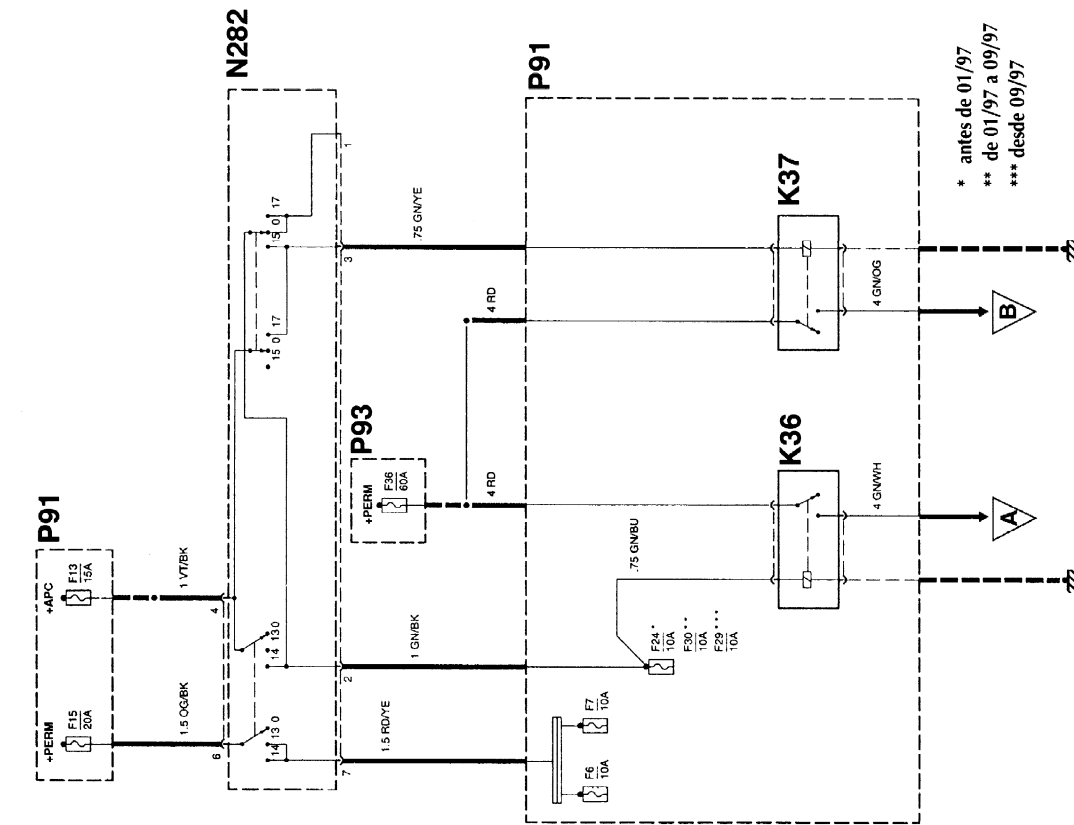 P91
+PERM
F15
20A
+APC
F13
15A
1.5 OG/BK
1 VT/BK
6
4
N282
14 13 0
14 13 0
15 0 17
15 0 17
7
2
3
1
1.5 RD/YE
1 GN/BK
.75 GN/YE
P93
+PERM
F36
60A
4 RD
4 RD
P91
F6
10A
F7
10A
F24*
10A
F30**
10A
F29***
10A
.75 GN/BU
K36
4 GN/WH
K37
4 GN/OG
A
B
* antes de 01/97
** de 01/97 a 09/97
*** desde 09/97